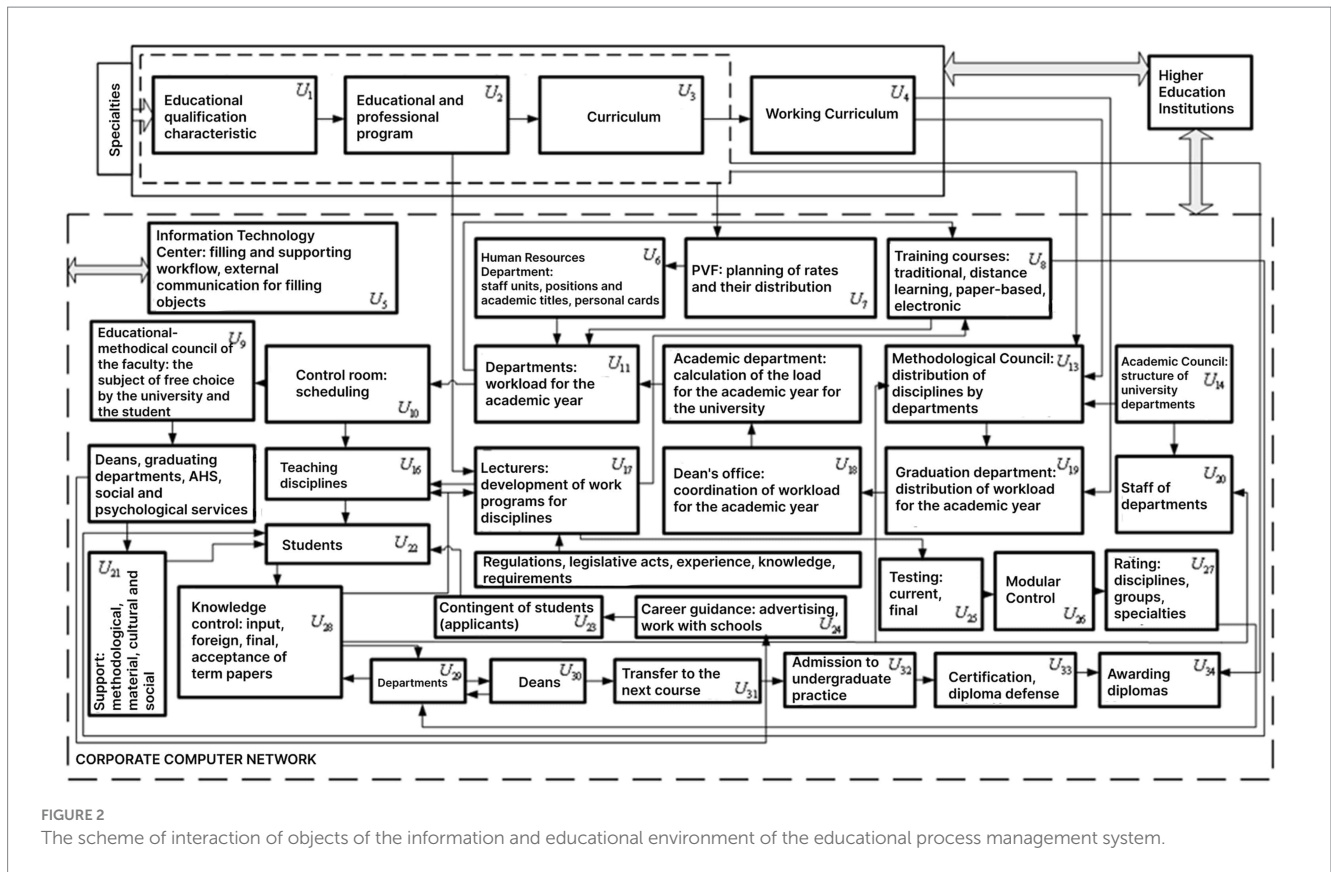 Specialties
Educational
qualification
characteristic
U1
Educational and
professional
program
U2
Curriculum
U3
Working Curriculum
U4
Higher
Education
Institutions
Information Technology
Center: filling and supporting
workflow, external
communication for filling
objects
U5
Human Resources
Department:
staff units, positions and
academic titles, personal cards
U6
PVF: planning of rates
and their distribution
U7
Training courses:
traditional, distance
learning, paper-based,
electronic
U8
Educational-
methodical council of
the faculty: the
subject of free choice
by the university and
the student
U9
Control room:
scheduling
U10
Departments:
workload for the
academic year
U11
Academic department:
calculation of the load
for the academic year for
the university
Methodological Council:
distribution of
disciplines by
departments
U13
Academic Council:
structure of
university
departments
U14
Deans, graduating
departments, AHS,
social and
psychological services
Teaching
disciplines
U16
Lecturers:
development of work
programs for
disciplines
U17
Dean's office:
coordination of workload
for the academic year
U18
Graduation department:
distribution of workload
for the academic year
U19
Staff of
departments
U20
Students
U22
Regulations, legislative acts, experience, knowledge,
requirements
U21
Support:
methodological,
material, cultural and
social
Knowledge
control: input,
foreign, final,
acceptance of
term papers
U28
Contingent of students
(applicants)
U23
Career guidance: advertising,
work with schools
U24
Testing:
current,
final
U25
Modular
Control
U26
Rating:
disciplines,
groups,
specialties
U27
Departments
U29
Deans
U30
Transfer to the
next course
U31
Admission to
undergraduate
practice
U32
Certification,
diploma defense
U33
Awarding
diplomas
U34
CORPORATE COMPUTER NETWORK
FIGURE 2
The scheme of interaction of objects of the information and educational environment of the educational process management system.